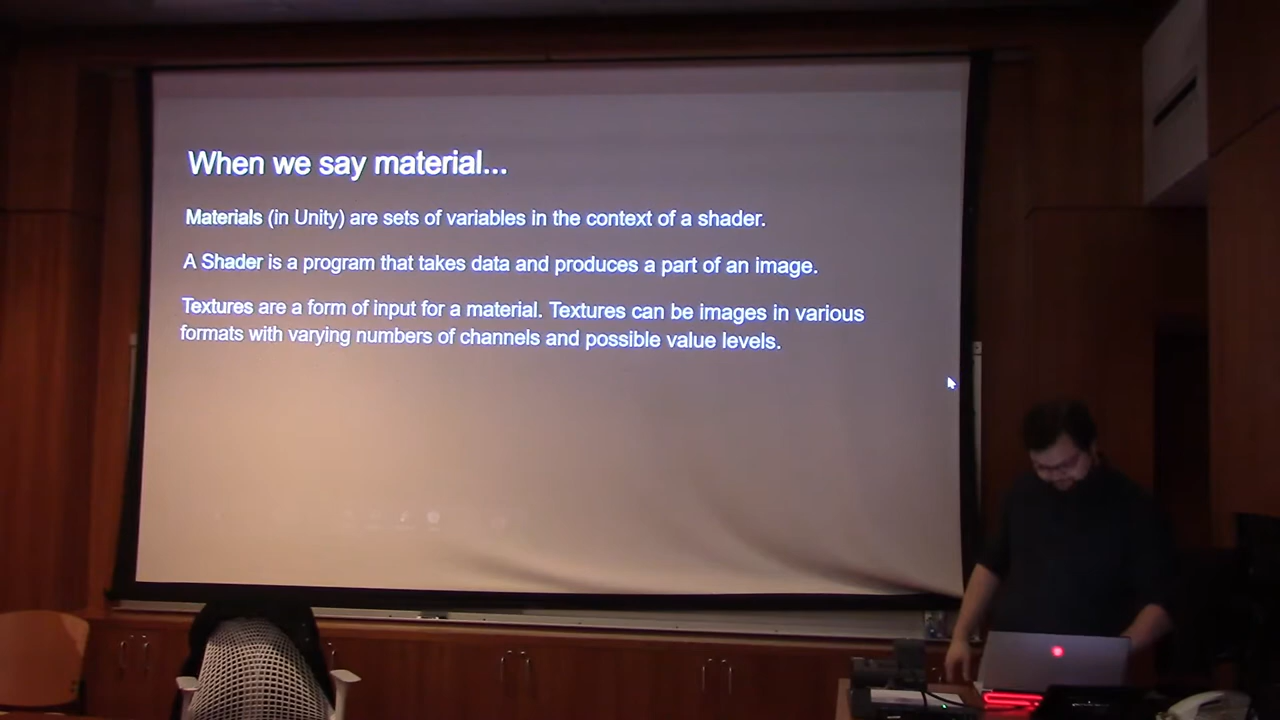 When we say material...
Materials (in Unity) are sets of variables in the context of a shader.
A Shader is a program that takes data and produces a part of an image.
Textures are a form of input for a material. Textures can be images in various
formats with varying numbers of channels and possible value levels.